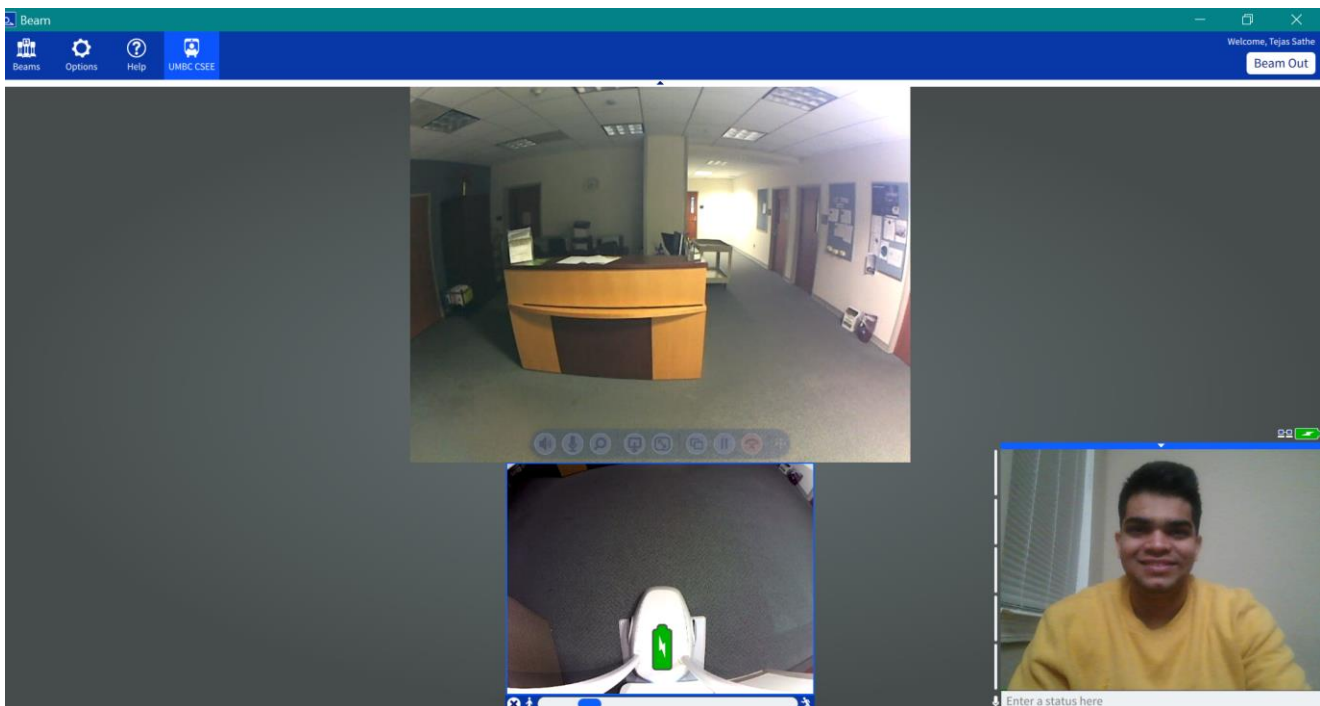 Beam
Beams
Options
Help
UMBC CSEE
Welcome, Tejas Sathe
Beam Out
Enter a status here